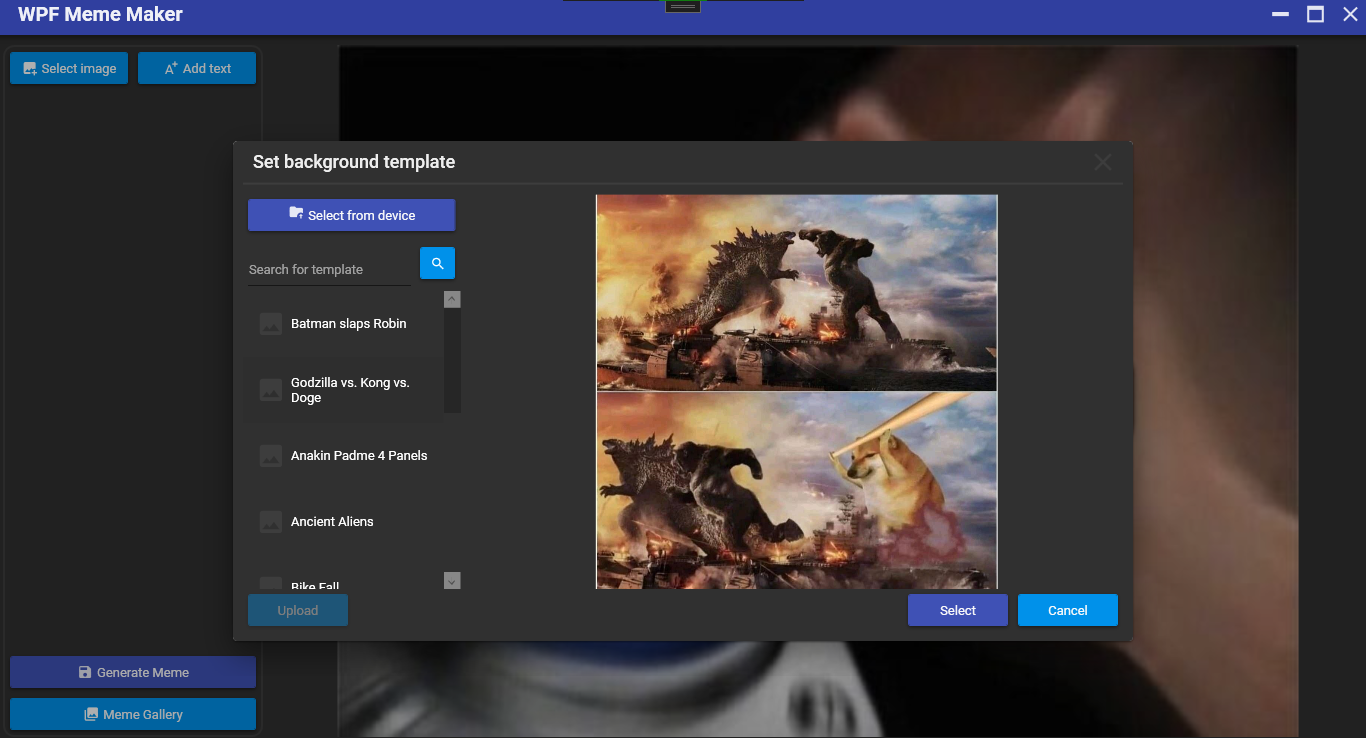 WPF Meme Maker
Select image
Add text
Set background template
Select from device
Search for template
Batman slaps Robin
Godzilla vs. Kong vs.
Doge
Anakin Padme 4 Panels
Ancient Aliens
Bike Fall
Upload
Select
Cancel
Generate Meme
Meme Gallery